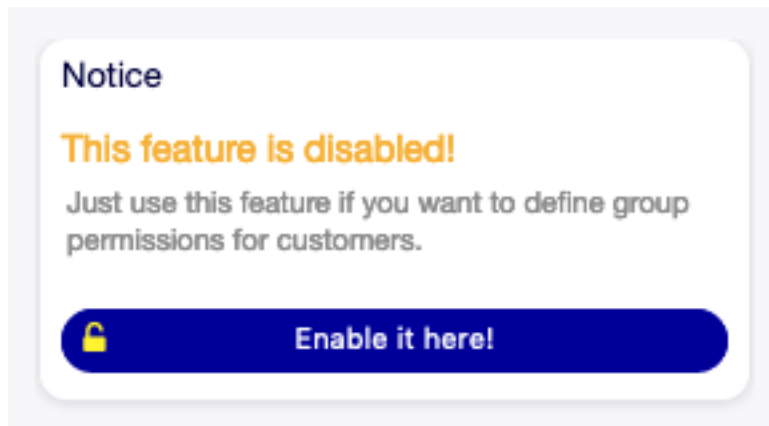 Notice
This feature is disabled!
Just use this feature if you want to define group
permissions for customers.
Enable it here!